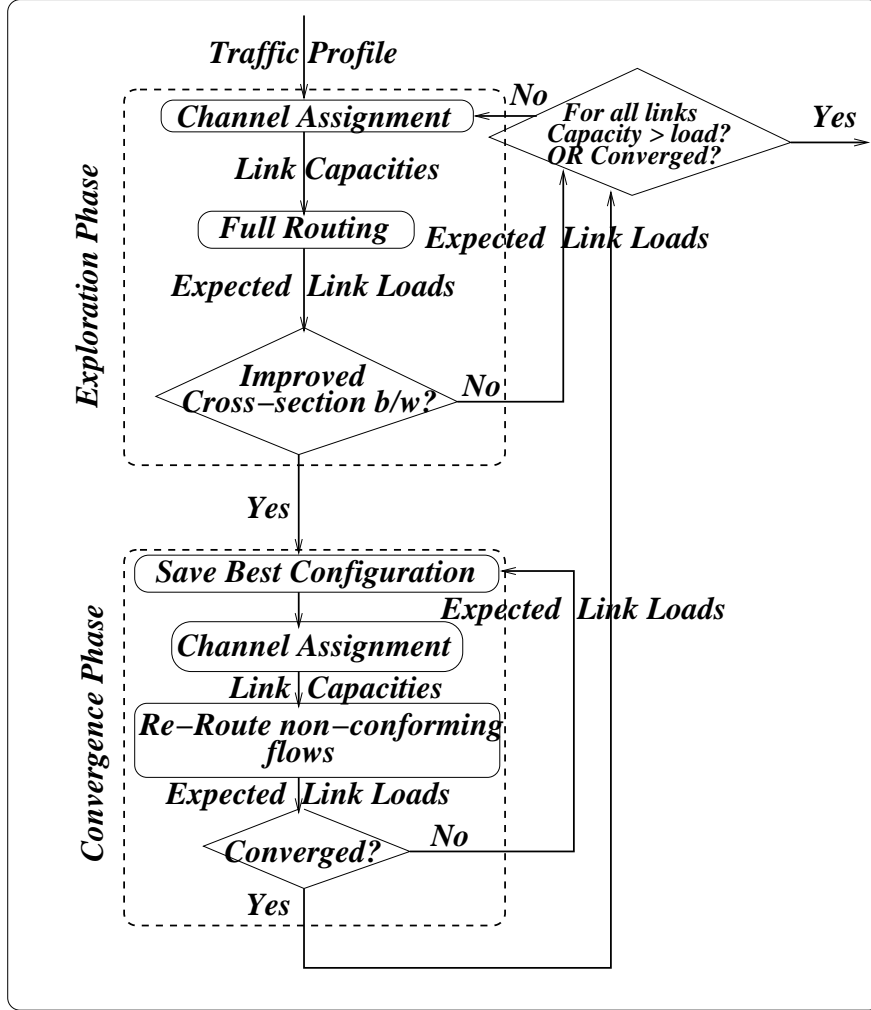 Traffic Profile
No
Channel Assignment
For all links
Capacity > load?
OR Converged?
Yes
Link Capacities
Full Routing
Expected Link Loads
Expected Link Loads
Exploration Phase
Improved
Cross-section b/w?
No
Yes
Save Best Configuration
Expected Link Loads
Channel Assignment
Link Capacities
Convergence Phase
Re-Route non-conforming
flows
Expected Link Loads
Converged?
No
Yes